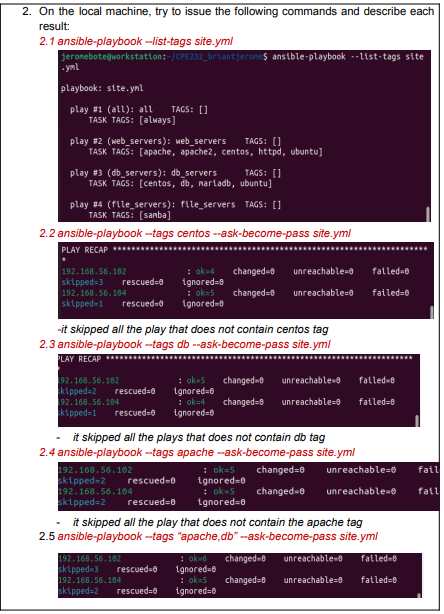 2. On the local machine, try to issue the following commands and describe each
result:
2.1 ansible-playbook --list-tags site.yml
jeronebote@workstation:~/CPE232_briantjerome$ ansible-playbook --list-tags site
.yml
playbook: site.yml
play #1 (all): all TAGS: []
TASK TAGS: [always]
play #2 (web_servers): web_servers TAGS: []
TASK TAGS: [apache, apache2, centos, httpd, ubuntu]
play #3 (db_servers): db_servers TAGS: []
TASK TAGS: [centos, db, mariadb, ubuntu]
play #4 (file_servers): file_servers TAGS: []
TASK TAGS: [samba]
2.2 ansible-playbook --tags centos --ask-become-pass site.yml
PLAY RECAP *********************************************************************
*
192.168.56.102 : ok=4 changed=0 unreachable=0 failed=0
skipped=3 rescued=0 ignored=0
192.168.56.104 : ok=5 changed=0 unreachable=0 failed=0
skipped=1 rescued=0 ignored=0
-it skipped all the play that does not contain centos tag
2.3 ansible-playbook --tags db --ask-become-pass site.yml
PLAY RECAP *********************************************************************
*
192.168.56.102 : ok=5 changed=0 unreachable=0 failed=0
skipped=2 rescued=0 ignored=0
192.168.56.104 : ok=4 changed=0 unreachable=0 failed=0
skipped=1 rescued=0 ignored=0
- it skipped all the plays that does not contain db tag
2.4 ansible-playbook --tags apache --ask-become-pass site.yml
192.168.56.102 : ok=5 changed=0 unreachable=0 fail
skipped=2 rescued=0 ignored=0
192.168.56.104 : ok=5 changed=0 unreachable=0 fail
skipped=2 rescued=0 ignored=0
- it skipped all the play that does not contain the apache tag
2.5 ansible-playbook --tags “apache,db” --ask-become-pass site.yml
192.168.56.102 : ok=6 changed=0 unreachable=0 failed=0
skipped=3 rescued=0 ignored=0
192.168.56.104 : ok=5 changed=0 unreachable=0 failed=0
skipped=2 rescued=0 ignored=0